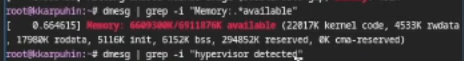 root@kkarpuhin:~# dmesg | grep -i "Memory:.*available"
[    0.664615] Memory: 6609300K/6911876K available (22017K kernel code, 4533K rwdata
, 17980K rodata, 5116K init, 6152K bss, 294852K reserved, 0K cma-reserved)
root@kkarpuhin:~# dmesg | grep -i "hypervisor detected"